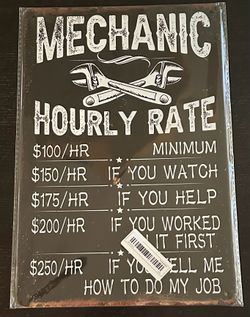 MECHANIC
HOURLY RATE
$100/HR MINIMUM
$150/HR IF YOU WATCH
$175/HR IF YOU HELP
$200/HR IF YOU WORKED
IT FIRST
$250/HR IF YOU ELL ME
HOW TO DO MY JOB